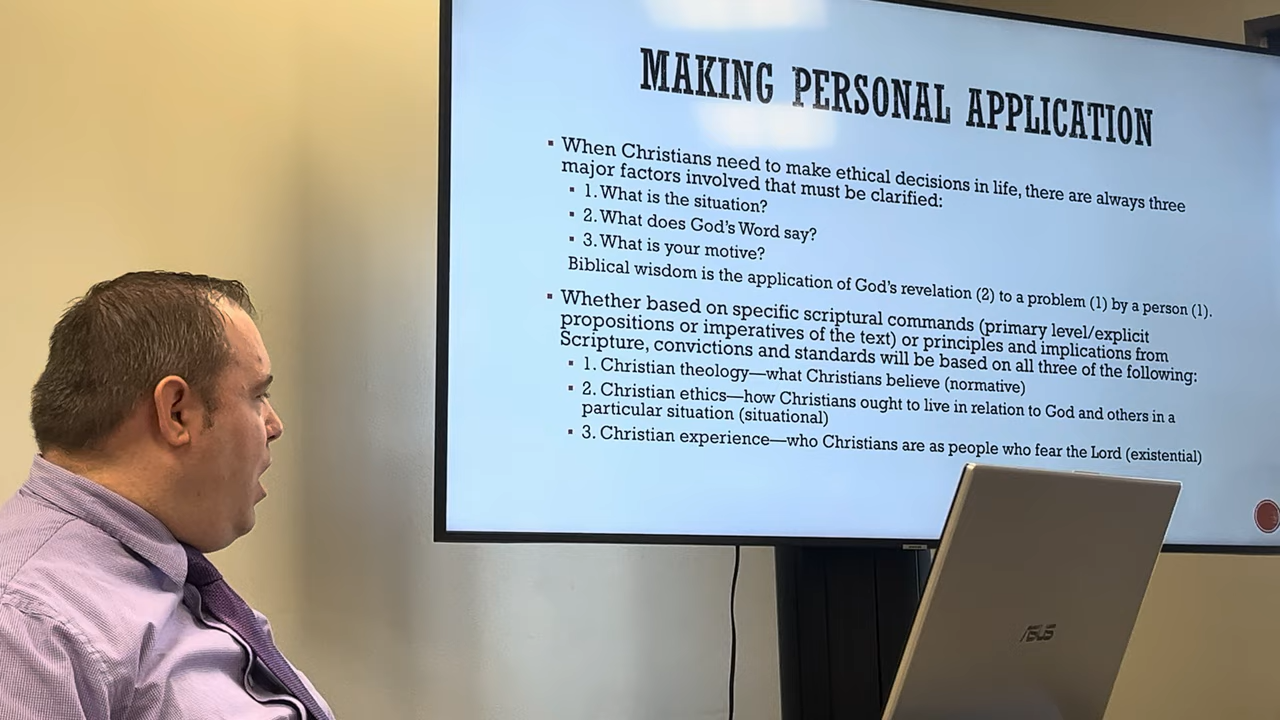 MAKING PERSONAL APPLICATION
▪ When Christians need to make ethical decisions in life, there are always three
major factors involved that must be clarified:
▪ 1. What is the situation?
▪ 2. What does God's Word say?
▪ 3. What is your motive?
Biblical wisdom is the application of God's revelation (2) to a problem (1) by a person (1).
▪ Whether based on specific scriptural commands (primary level/explicit
propositions or imperatives of the text) or principles and implications from
Scripture, convictions and standards will be based on all three of the following:
▪ 1. Christian theology—what Christians believe (normative)
▪ 2. Christian ethics—how Christians ought to live in relation to God and others in a
particular situation (situational)
▪ 3. Christian experience—who Christians are as people who fear the Lord (existential)
ASUS